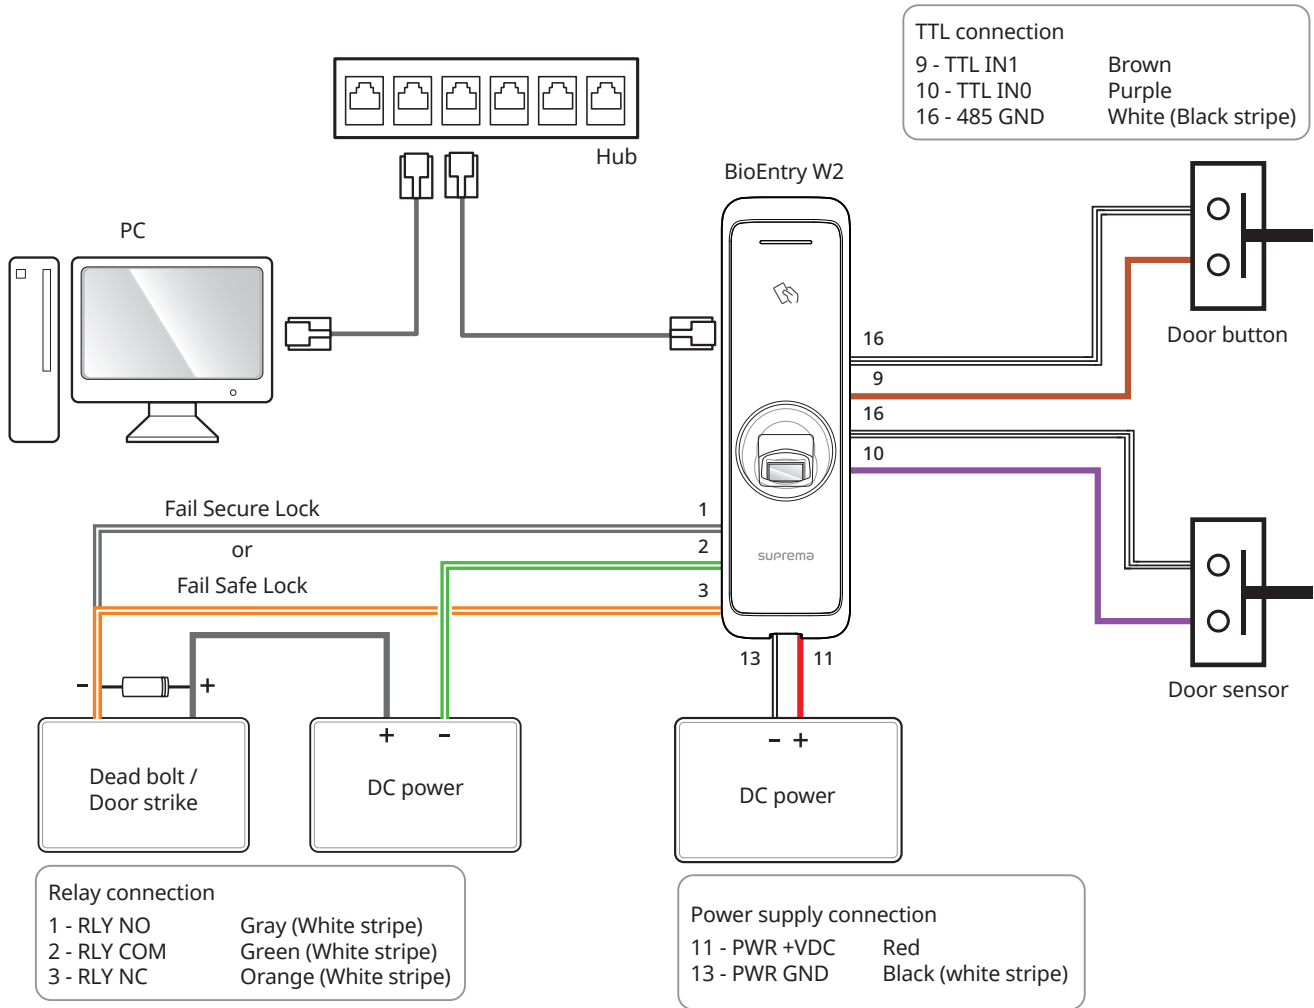 TTL connection
9 - TTL IN1 Brown
10 - TTL IN0 Purple
16 - 485 GND White (Black stripe)
Hub
BioEntry W2
PC
Door button
16
9
16
10
Fail Secure Lock
or
Fail Safe Lock
1
2
3
suprema
13
11
Door sensor
- +
+ -
- +
Dead bolt /
Door strike
DC power
DC power
Relay connection
1 - RLY NO Gray (White stripe)
2 - RLY COM Green (White stripe)
3 - RLY NC Orange (White stripe)
Power supply connection
11 - PWR +VDC Red
13 - PWR GND Black (white stripe)